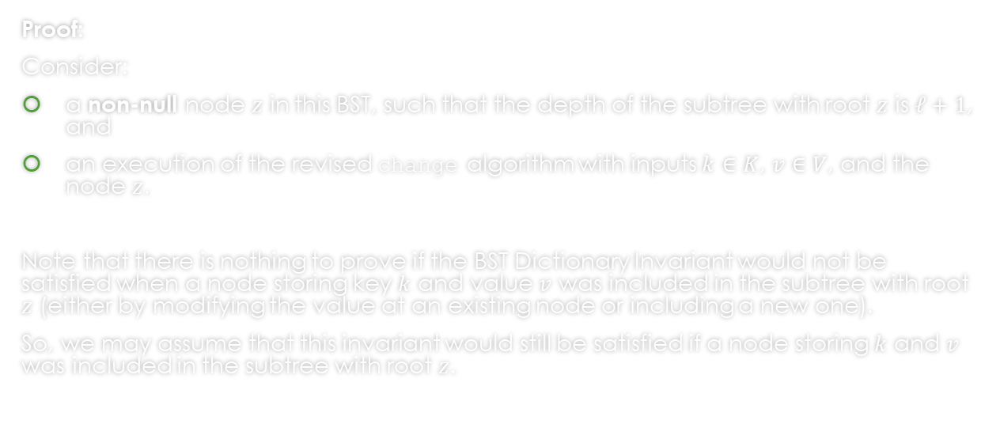 Proof:
Consider:
a non-null node z in this BST, such that the depth of the subtree with root z is ℓ + 1,
and
an execution of the revised change algorithm with inputs k ∈ K, v ∈ V, and the
node z.
Note that there is nothing to prove if the BST Dictionary Invariant would not be
satisfied when a node storing key k and value v was included in the subtree with root
z (either by modifying the value at an existing node or including a new one).
So, we may assume that this invariant would still be satisfied if a node storing k and v
was included in the subtree with root z.